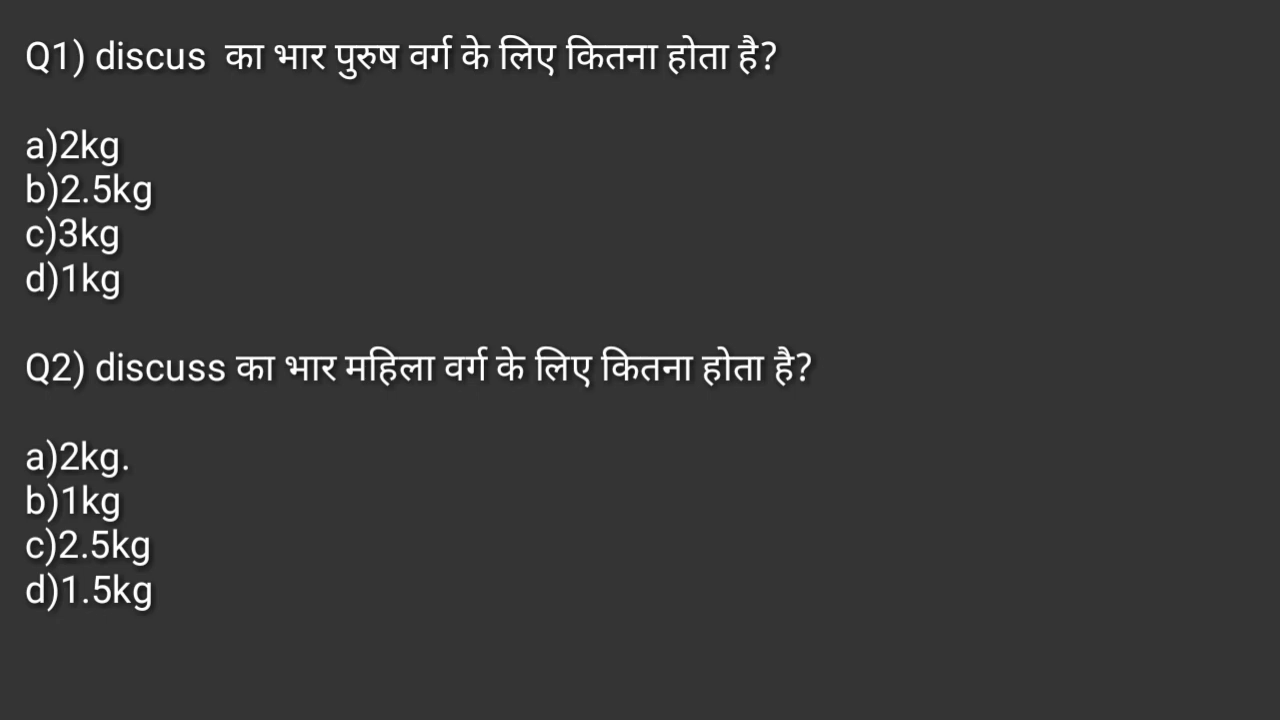 Q1) discus का भार पुरुष वर्ग के लिए कितना होता है?
a)2kg
b)2.5kg
c)3kg
d)1kg
Q2) discuss का भार महिला वर्ग के लिए कितना होता है?
a)2kg.
b)1kg
c)2.5kg
d)1.5kg